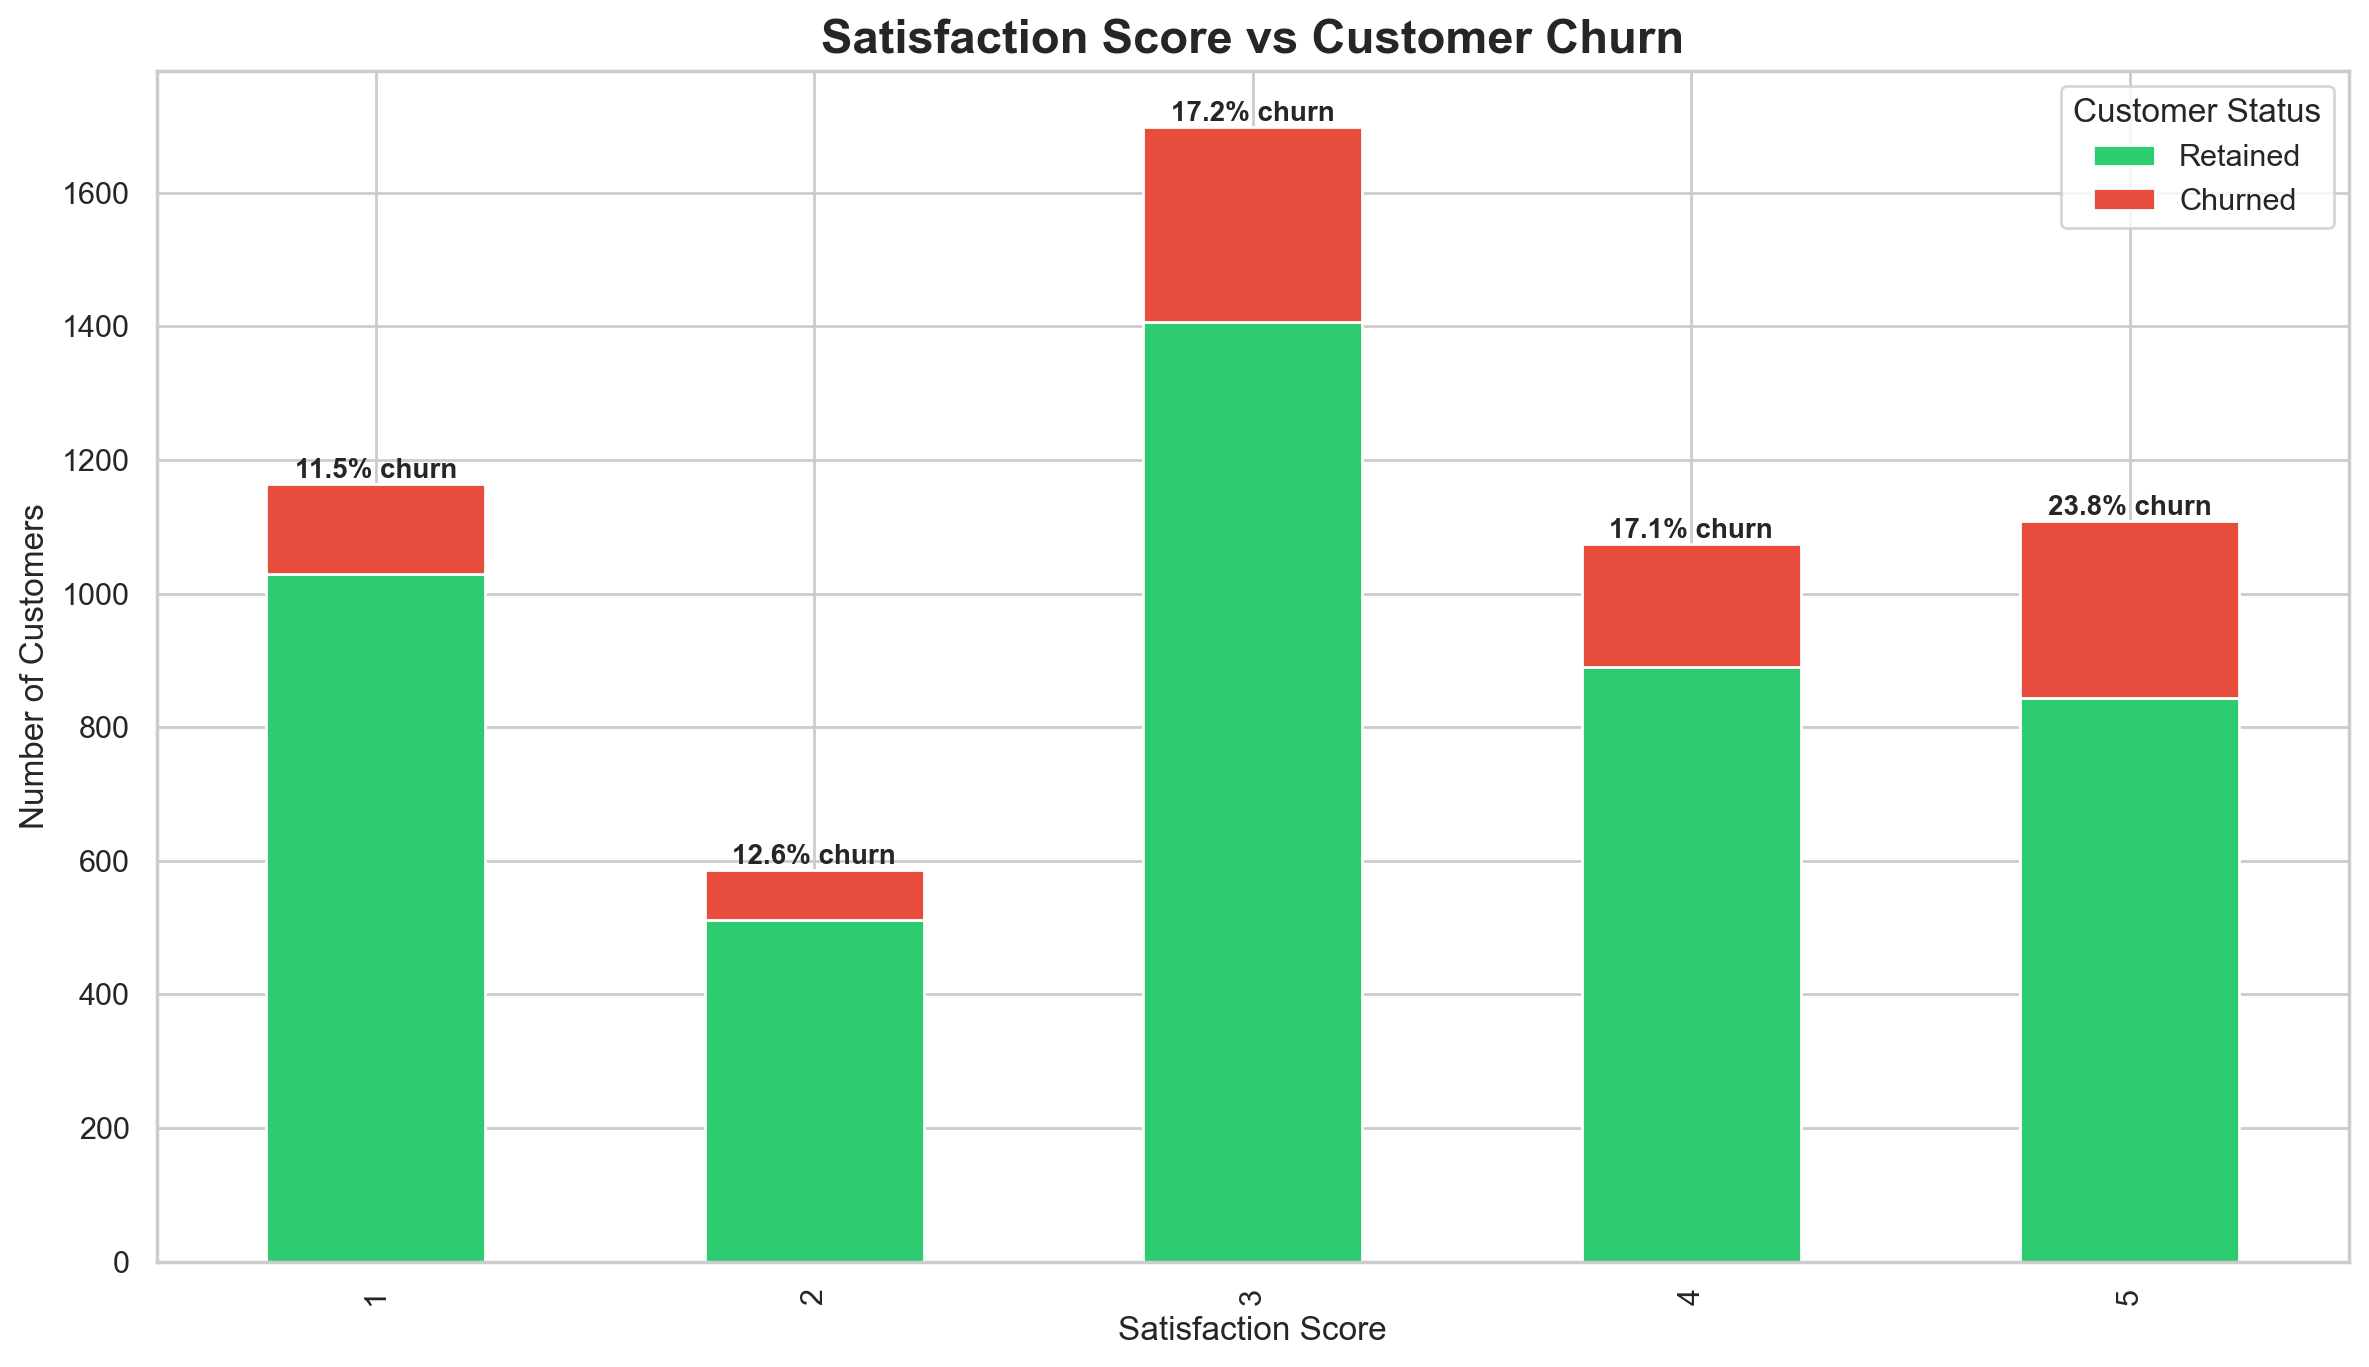 Satisfaction Score vs Customer Churn
Customer Status
Retained
Churned
Number of Customers
1600
1400
1200
1000
800
600
400
200
0
11.5% churn
12.6% churn
17.2% churn
17.1% churn
23.8% churn
1
2
3
4
5
Satisfaction Score